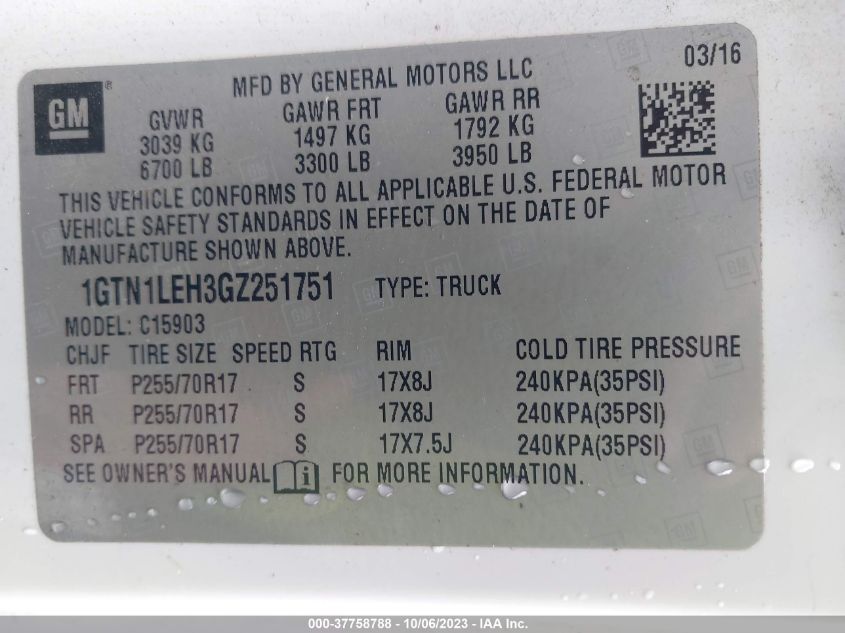 GM ®
MFD BY GENERAL MOTORS LLC
03/16
GVWR GAWR FRT GAWR RR
3039 KG 1497 KG 1792 KG
6700 LB 3300 LB 3950 LB
THIS VEHICLE CONFORMS TO ALL APPLICABLE U.S. FEDERAL MOTOR
VEHICLE SAFETY STANDARDS IN EFFECT ON THE DATE OF
MANUFACTURE SHOWN ABOVE.
1GTN1LEH3GZ251751 TYPE: TRUCK
MODEL: C15903
CHJF TIRE SIZE SPEED RTG RIM COLD TIRE PRESSURE
FRT P255/70R17 S 17X8J 240KPA(35PSI)
RR P255/70R17 S 17X8J 240KPA(35PSI)
SPA P255/70R17 S 17X7.5J 240KPA(35PSI)
SEE OWNER'S MANUAL i FOR MORE INFORMATION.
000-37758788 - 10/06/2023 - IAA Inc.